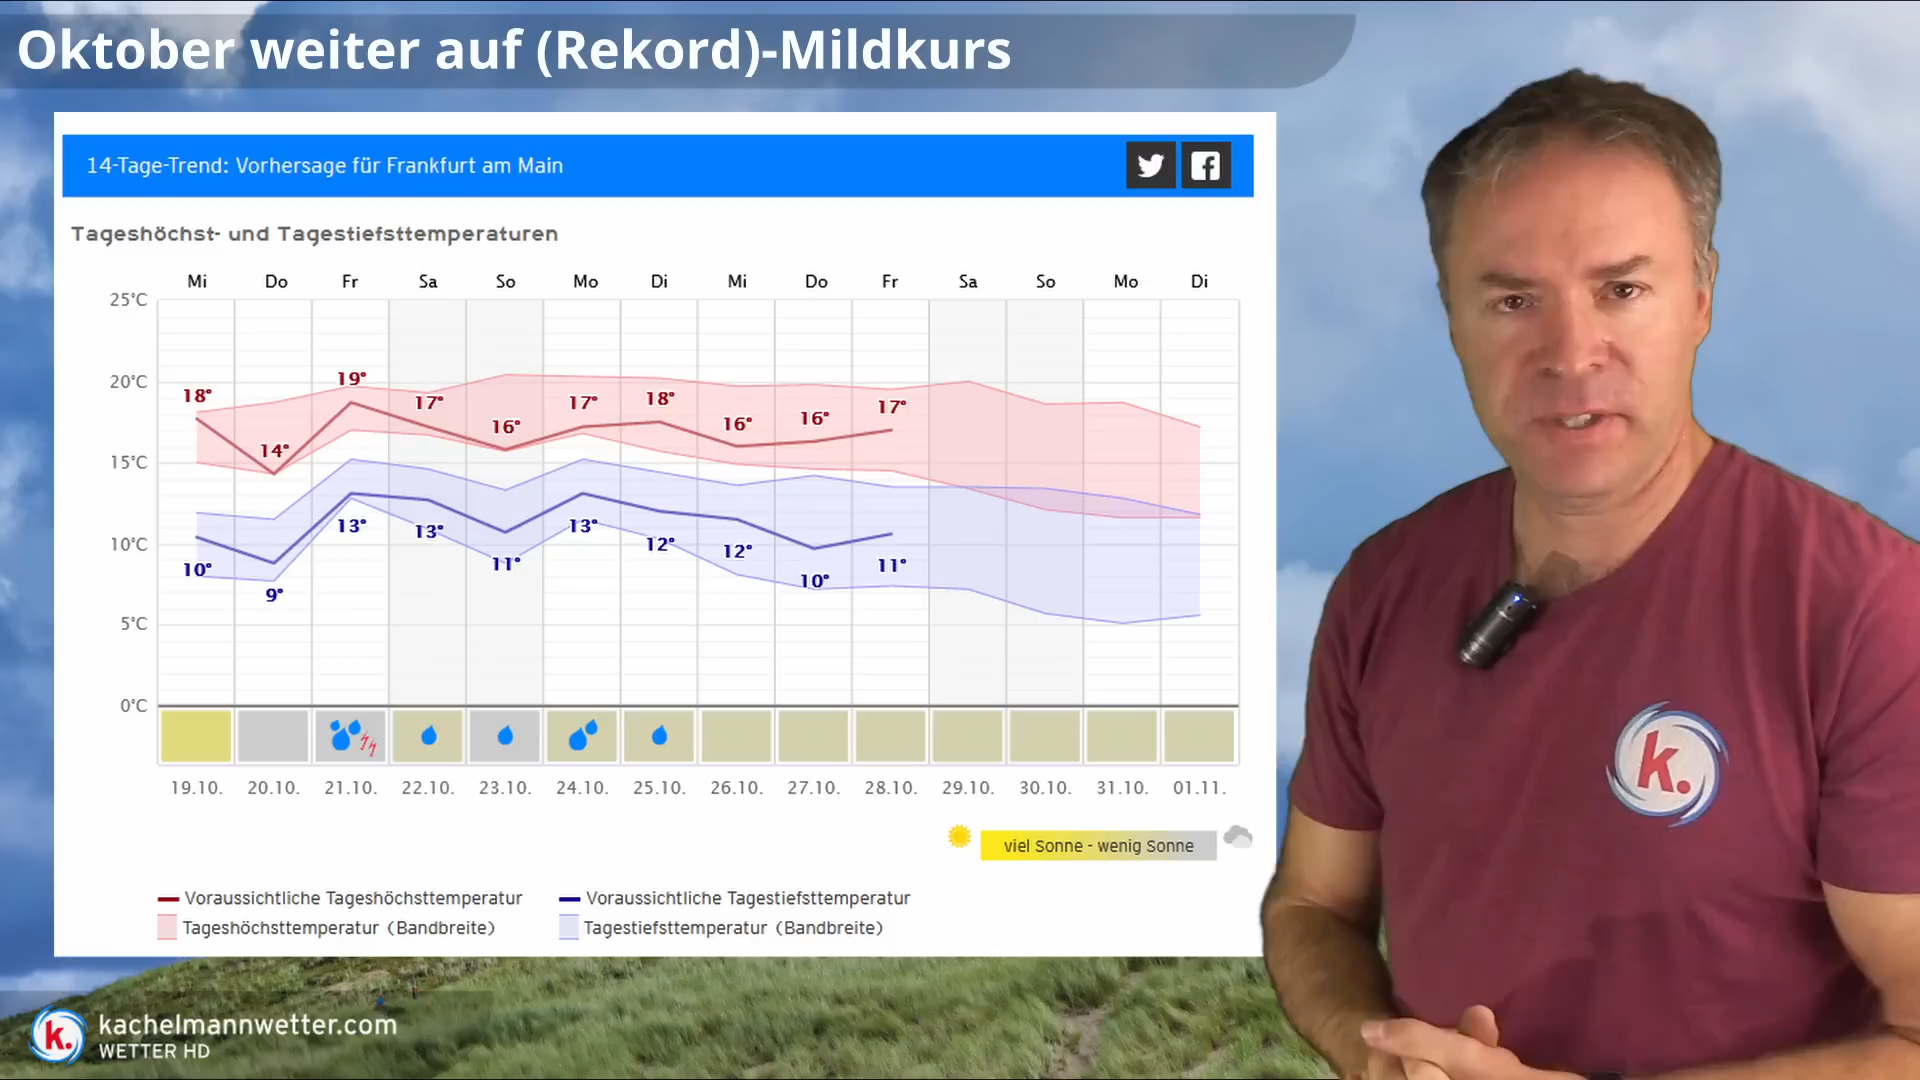 Oktober weiter auf (Rekord)-Mildkurs
14-Tage-Trend: Vorhersage für Frankfurt am Main
Tageshöchst- und Tagestiefsttemperaturen
Mi Do Fr Sa So Mo Di Mi Do Fr Sa So Mo Di
25°C
20°C
15°C
10°C
5°C
0°C
18° 14° 19° 17° 16° 17° 18° 16° 16° 17°
10° 9° 13° 13° 11° 13° 12° 12° 10° 11°
19.10. 20.10. 21.10. 22.10. 23.10. 24.10. 25.10. 26.10. 27.10. 28.10. 29.10. 30.10. 31.10. 01.11.
viel Sonne - wenig Sonne
Voraussichtliche Tageshöchsttemperatur
Voraussichtliche Tagestiefsttemperatur
Tageshöchsttemperatur (Bandbreite)
Tagestiefsttemperatur (Bandbreite)
k.
k.
kachelmannwetter.com
WETTER HD